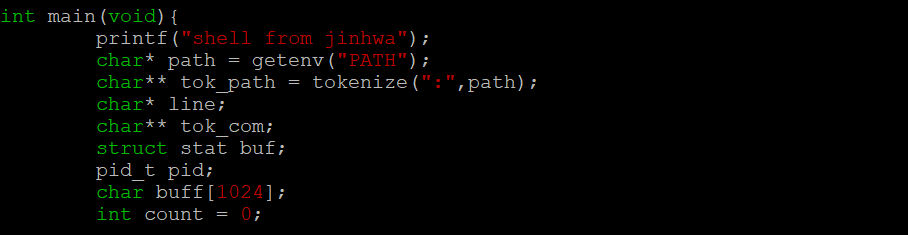 int main(void){
printf("shell from jinhwa");
char* path = getenv("PATH");
char** tok_path = tokenize(":",path);
char* line;
char** tok_com;
struct stat buf;
pid_t pid;
char buff[1024];
int count = 0;